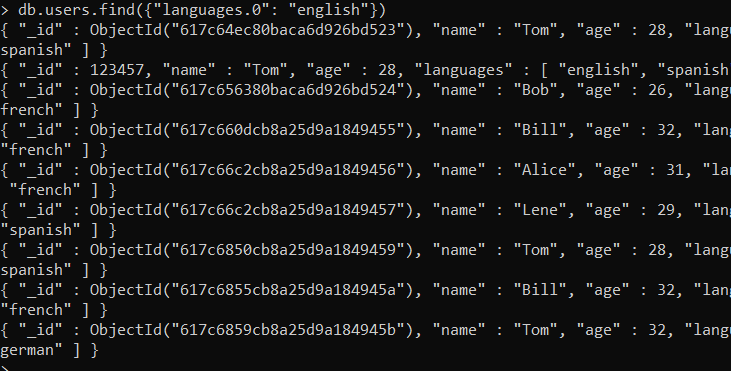 > db.users.find({"languages.0": "english"})
{ "_id" : ObjectId("617c64ec80baca6d926bd523"), "name" : "Tom", "age" : 28, "lang
spanish" ] }
{ "_id" : 123457, "name" : "Tom", "age" : 28, "languages" : [ "english", "spanish
{ "_id" : ObjectId("617c656380baca6d926bd524"), "name" : "Bob", "age" : 26, "lang
french" ] }
{ "_id" : ObjectId("617c660dcb8a25d9a1849455"), "name" : "Bill", "age" : 32, "lan
"french" ] }
{ "_id" : ObjectId("617c66c2cb8a25d9a1849456"), "name" : "Alice", "age" : 31, "la
"french" ] }
{ "_id" : ObjectId("617c66c2cb8a25d9a1849457"), "name" : "Lene", "age" : 29, "lan
"spanish" ] }
{ "_id" : ObjectId("617c6850cb8a25d9a1849459"), "name" : "Tom", "age" : 28, "lang
spanish" ] }
{ "_id" : ObjectId("617c6855cb8a25d9a184945a"), "name" : "Bill", "age" : 32, "lan
"french" ] }
{ "_id" : ObjectId("617c6859cb8a25d9a184945b"), "name" : "Tom", "age" : 32, "lang
german" ] }
>